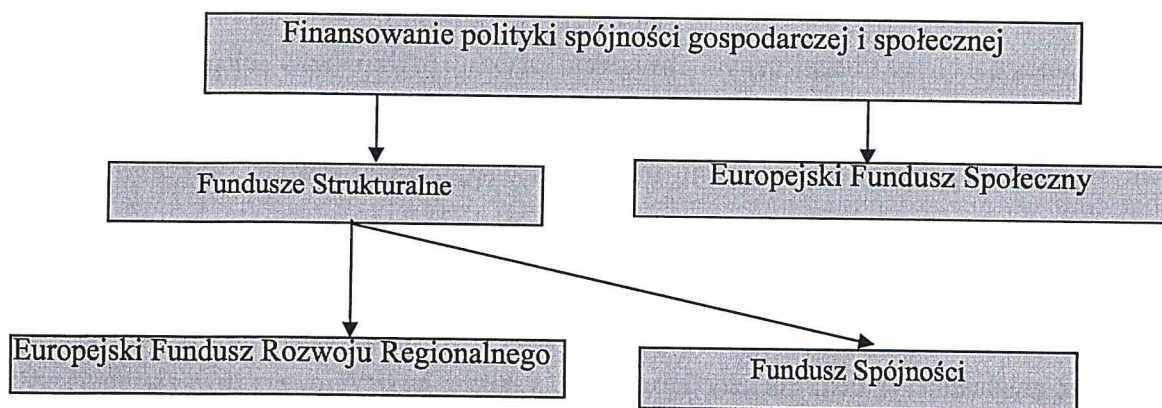 Finansowanie polityki spójności gospodarczej i społecznej
Fundusze Strukturalne
Europejski Fundusz Społeczny
Europejski Fundusz Rozwoju Regionalnego
Fundusz Spójności